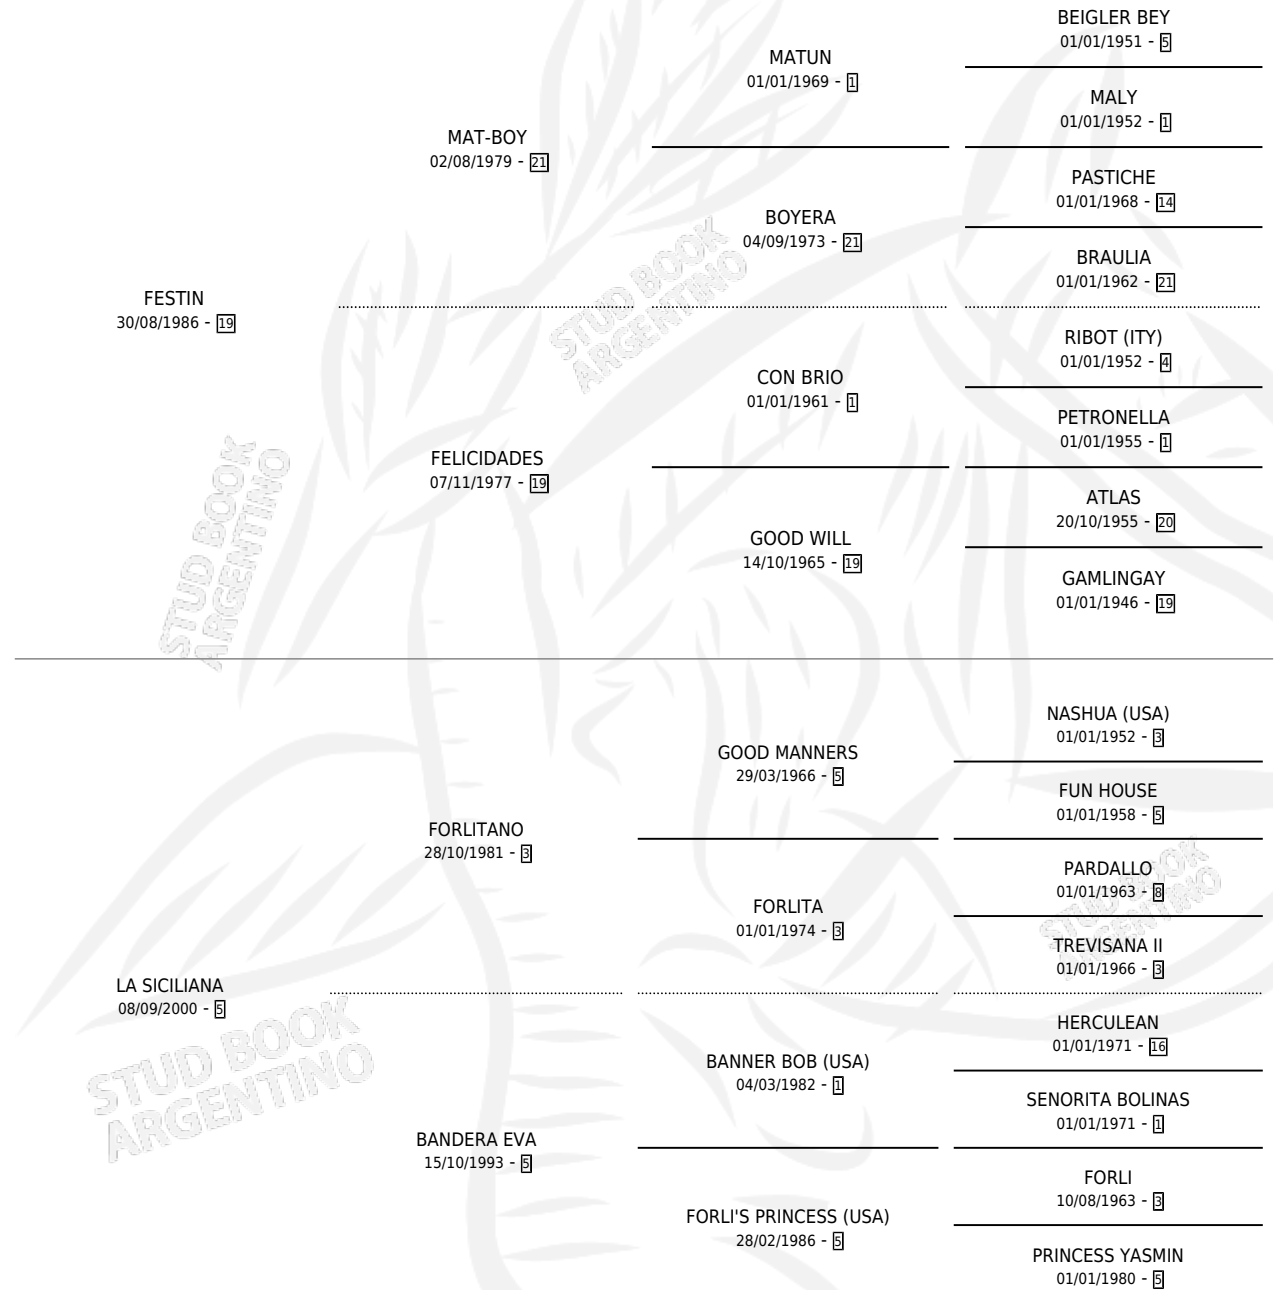 BEIGLER BEY
01/01/1951 - 5
MATUN
01/01/1969 - 1
MALY
01/01/1952 - 1
MAT-BOY
02/08/1979 - 21
PASTICHE
01/01/1968 - 14
BOYERA
04/09/1973 - 21
BRAULIA
01/01/1962 - 21
FESTIN
30/08/1986 - 19
RIBOT (ITY)
01/01/1952 - 4
CON BRIO
01/01/1961 - 1
PETRONELLA
01/01/1955 - 1
FELICIDADES
07/11/1977 - 19
ATLAS
20/10/1955 - 20
GOOD WILL
14/10/1965 - 19
GAMLINGAY
01/01/1946 - 19
STUD BOOK
ARGENTINO
STUD BOOK
ARGENTINO
NASHUA (USA)
01/01/1952 - 3
GOOD MANNERS
29/03/1966 - 5
FUN HOUSE
01/01/1958 - 5
FORLITANO
28/10/1981 - 3
PARDALLO
01/01/1963 - 8
FORLITA
01/01/1974 - 3
TREVISANA II
01/01/1966 - 3
LA SICILIANA
08/09/2000 - 5
HERCULEAN
01/01/1971 - 16
BANNER BOB (USA)
04/03/1982 - 1
SENORITA BOLINAS
01/01/1971 - 1
BANDERA EVA
15/10/1993 - 5
FORLI
10/08/1963 - 3
FORLI'S PRINCESS (USA)
28/02/1986 - 5
PRINCESS YASMIN
01/01/1980 - 5
STUD BOOK
ARGENTINO
STUD BOOK
ARGENTINO